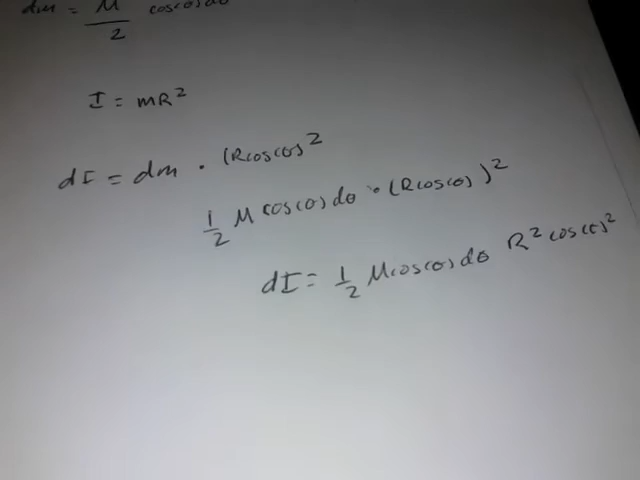 dm = M/2 cos(θ)dθ
I = mR²
dI = dm · (Rcos(θ)²
1/2 M cos(θ) dθ · (Rcos(θ) )²
dI = 1/2 Mcos(θ) dθ R² cos(θ)²